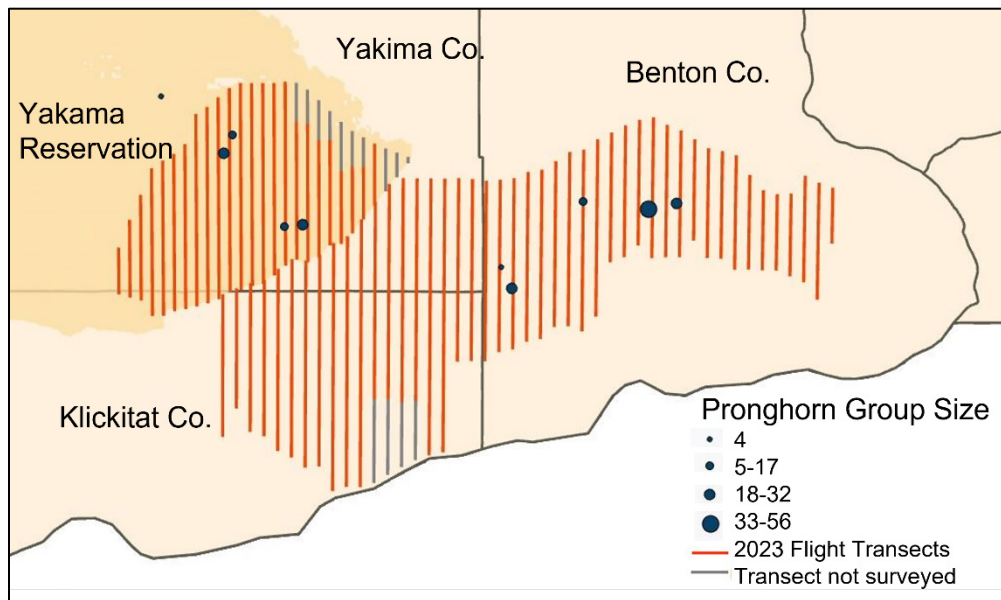 Yakima Co.
Benton Co.
Yakama
Reservation
Klickitat Co.
Pronghorn Group Size
4
5-17
18-32
33-56
2023 Flight Transects
Transect not surveyed